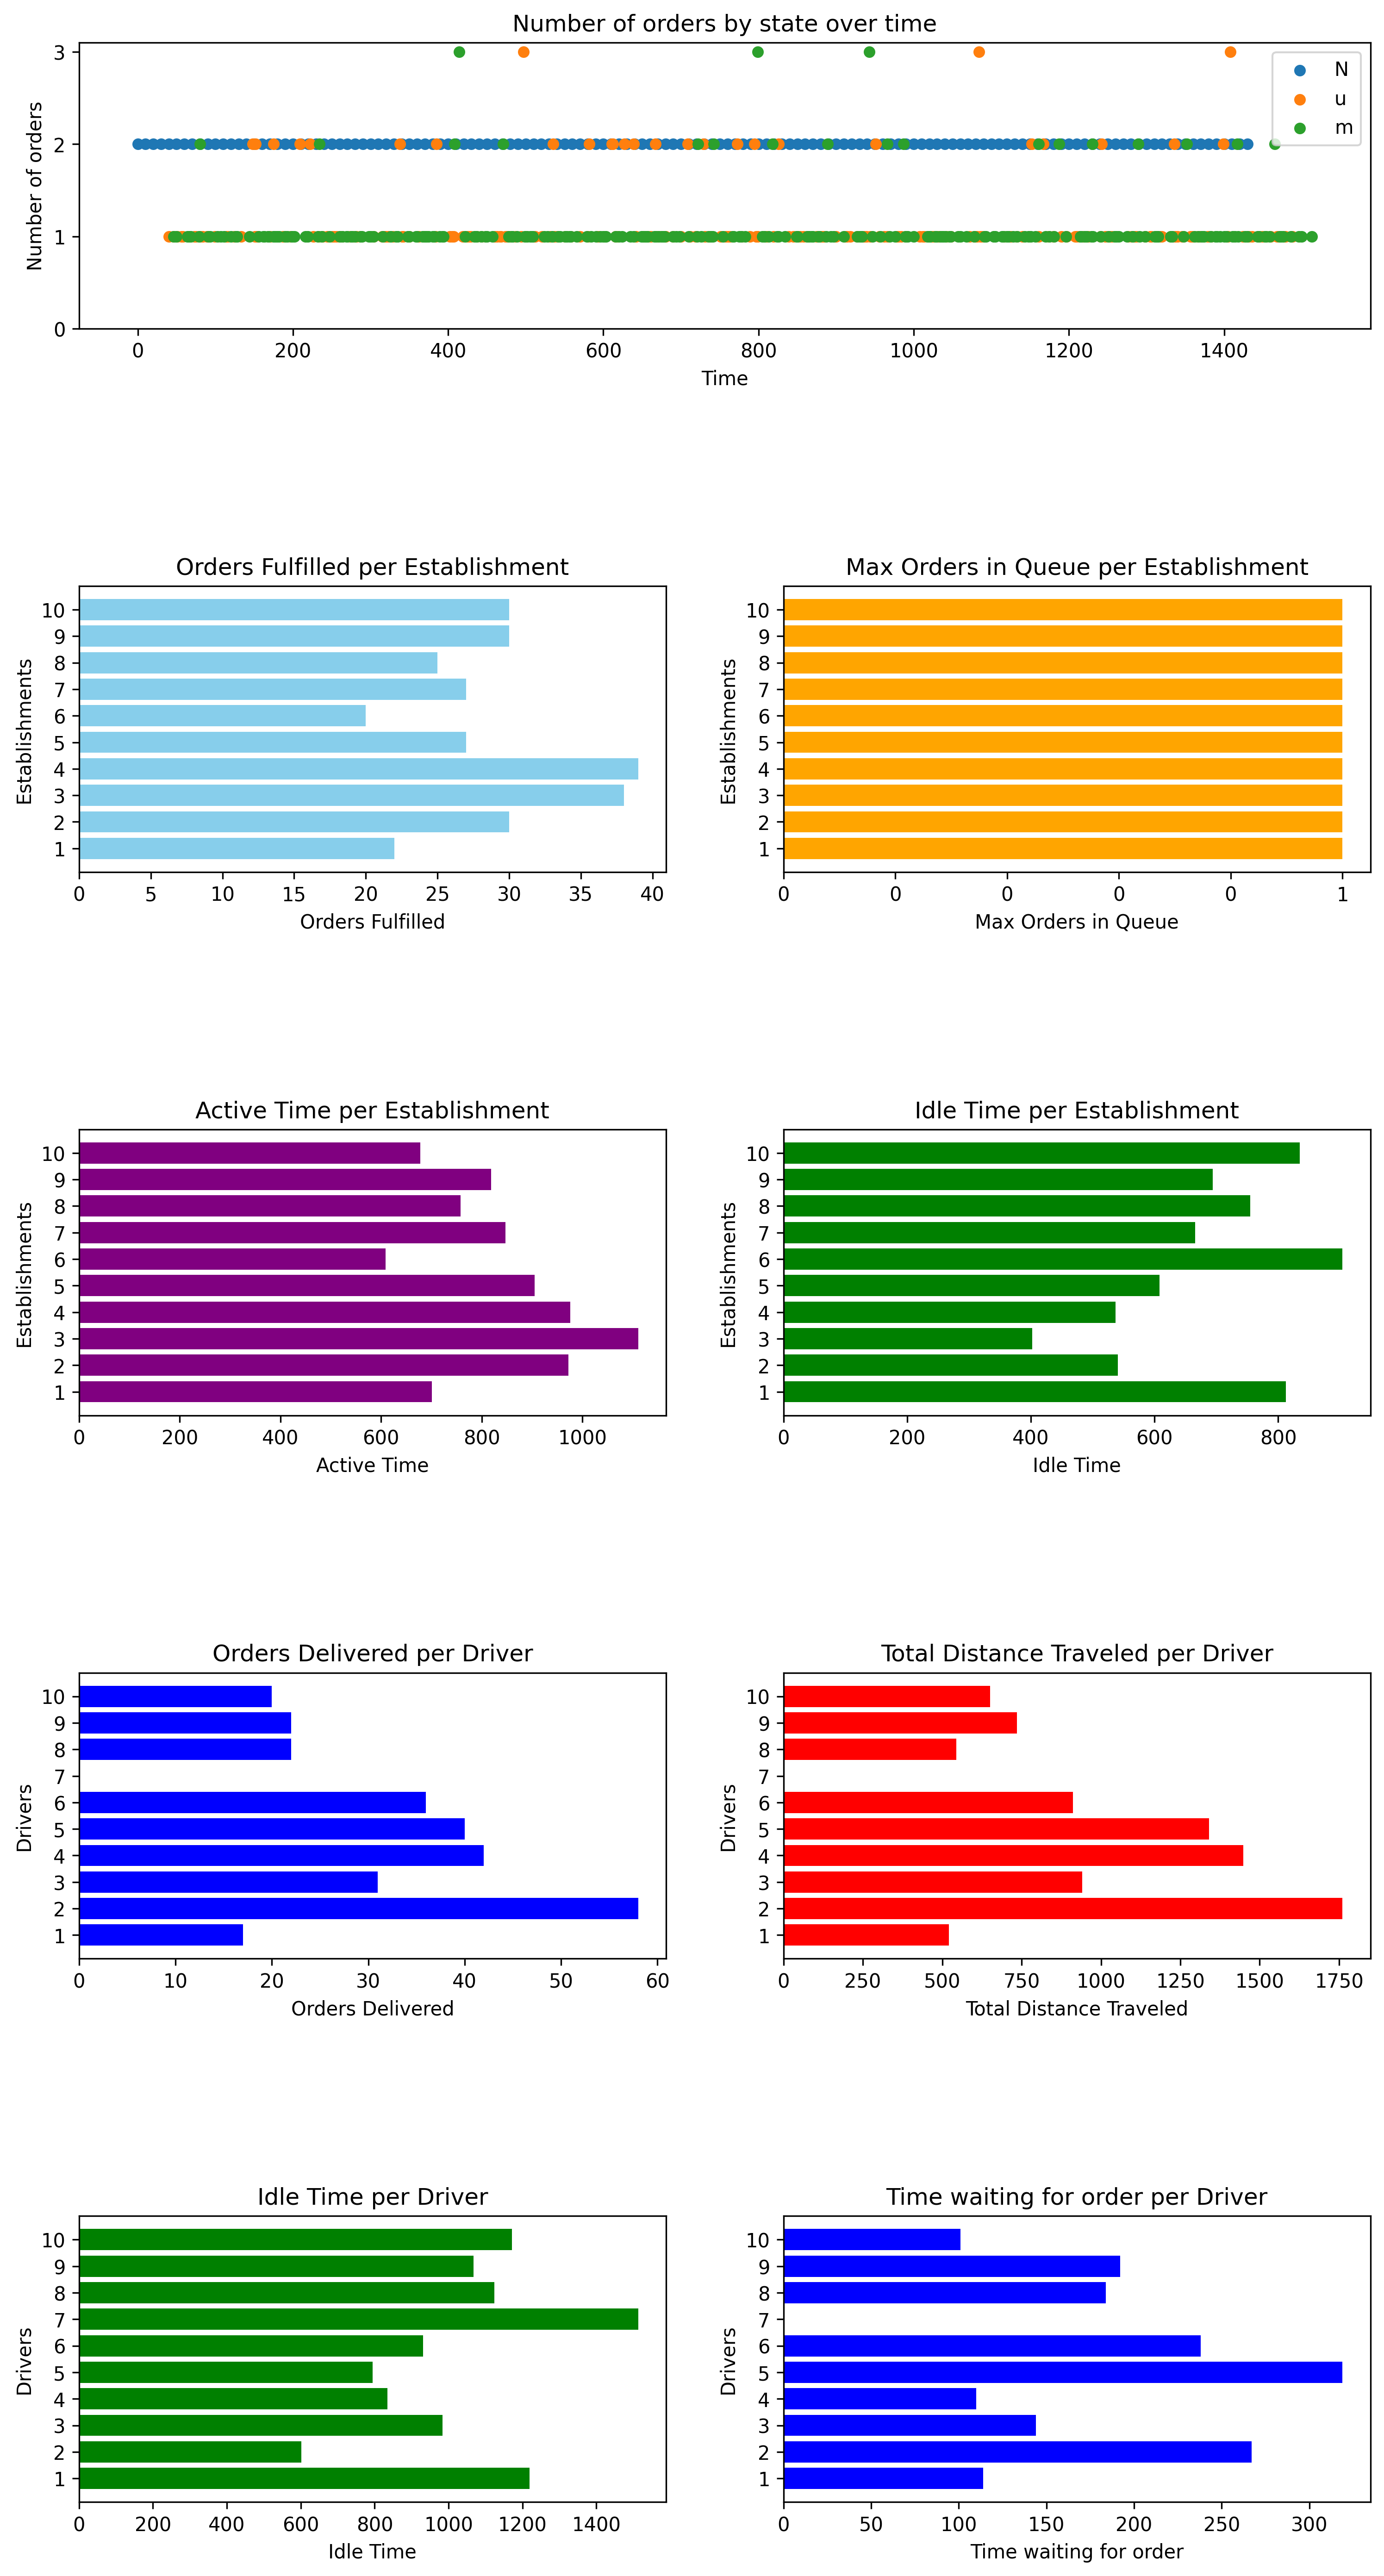 Number of orders by state over time
3
2
1
0
Number of orders
N
u
m
0 200 400 600 800 1000 1200 1400
Time
Orders Fulfilled per Establishment
10
9
8
7
6
5
4
3
2
1
Establishments
0 5 10 15 20 25 30 35 40
Orders Fulfilled
Max Orders in Queue per Establishment
10
9
8
7
6
5
4
3
2
1
Establishments
0 0 0 0 0 1
Max Orders in Queue
Active Time per Establishment
10
9
8
7
6
5
4
3
2
1
Establishments
0 200 400 600 800 1000
Active Time
Idle Time per Establishment
10
9
8
7
6
5
4
3
2
1
Establishments
0 200 400 600 800
Idle Time
Orders Delivered per Driver
10
9
8
7
6
5
4
3
2
1
Drivers
0 10 20 30 40 50 60
Orders Delivered
Total Distance Traveled per Driver
10
9
8
7
6
5
4
3
2
1
Drivers
0 250 500 750 1000 1250 1500 1750
Total Distance Traveled
Idle Time per Driver
10
9
8
7
6
5
4
3
2
1
Drivers
0 200 400 600 800 1000 1200 1400
Idle Time
Time waiting for order per Driver
10
9
8
7
6
5
4
3
2
1
Drivers
0 50 100 150 200 250 300
Time waiting for order